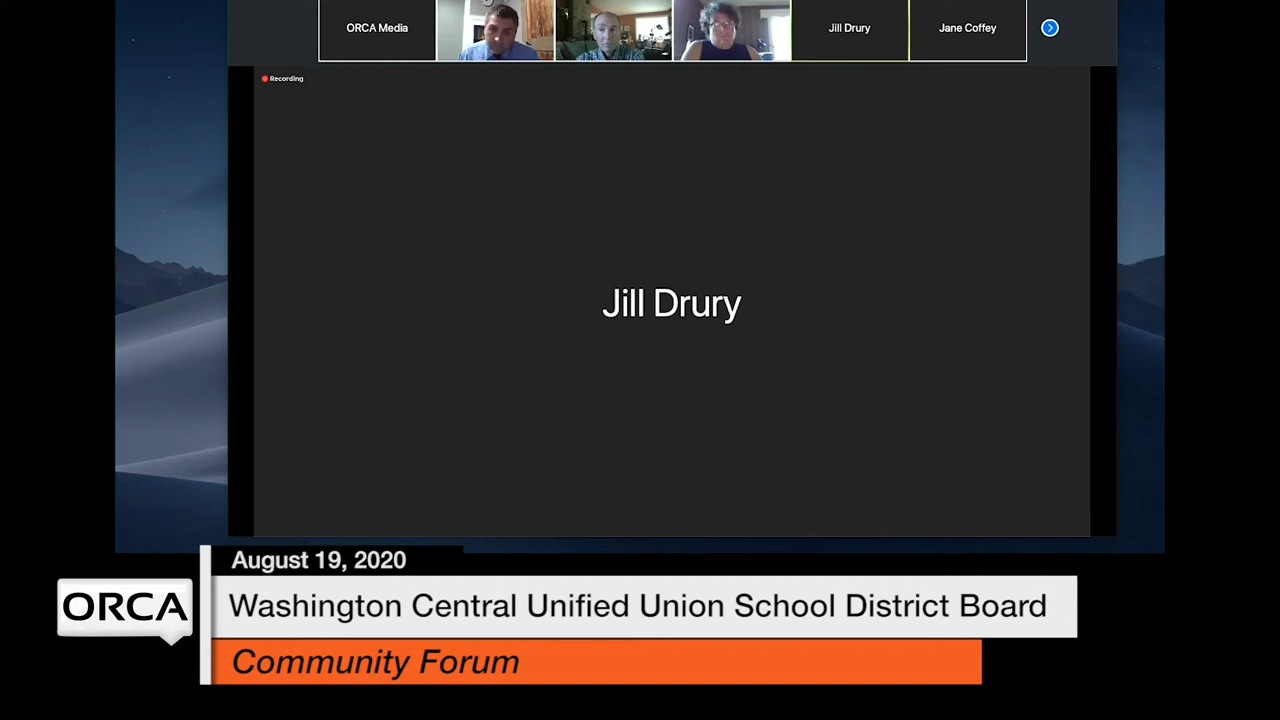 ORCA Media
Jill Drury
Jane Coffey
Recording
Jill Drury
August 19, 2020
ORCA
Washington Central Unified Union School District Board
Community Forum